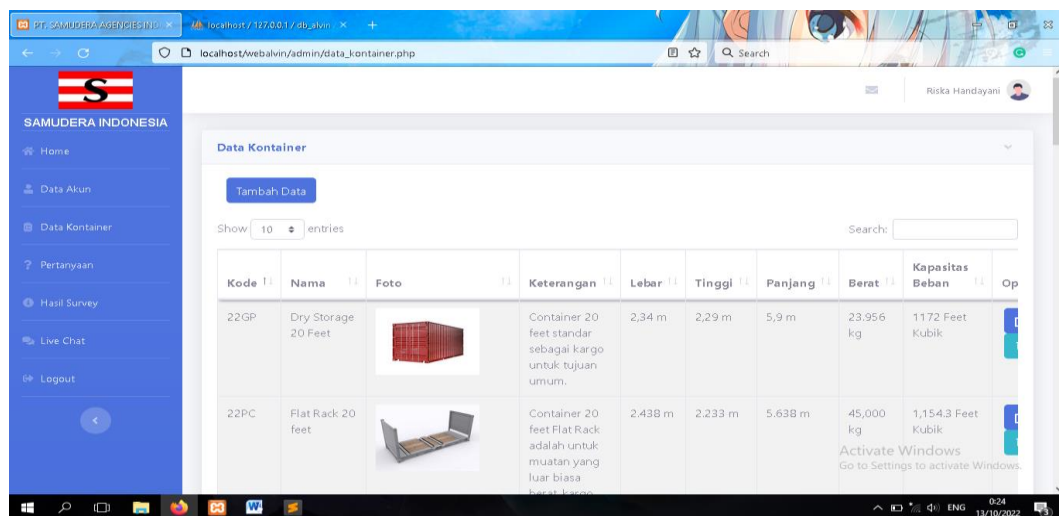 PT. SAMUDERA AGENCIES IND
localhost / 127.0.0.1 / db_alvin
localhost/webalvin/admin/data_kontainer.php
Search
S
SAMUDERA INDONESIA
Riska Handayani
Home
Data Akun
Data Kontainer
Pertanyaan
Hasil Survey
Live Chat
Logout
Data Kontainer
Tambah Data
Show 10 entries
Search:
Kode
Nama
Foto
Keterangan
Lebar
Tinggi
Panjang
Berat
Kapasitas
Beban
Op
22GP
Dry Storage
20 Feet
Container 20
feet standar
sebagai kargo
untuk tujuan
umum.
2,34 m
2,29 m
5,9 m
23.956
kg
1172 Feet
Kubik
22PC
Flat Rack 20
feet
Container 20
feet Flat Rack
adalah untuk
muatan yang
luar biasa
berat, kargo
2.438 m
2.233 m
5.638 m
45,000
kg
1,154.3 Feet
Kubik
Activate Windows
Go to Settings to activate Windows.
ENG
0:24
13/10/2022